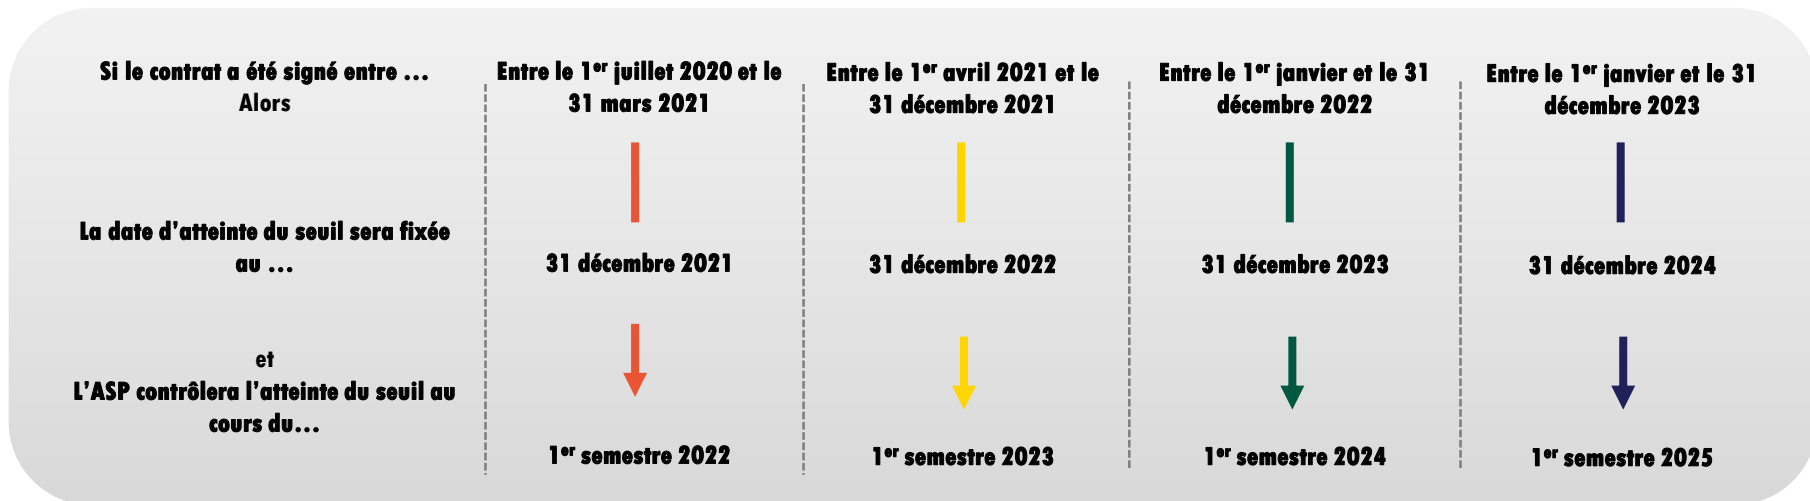 Si le contrat a été signé entre …
Alors
Entre le 1er juillet 2020 et le
31 mars 2021
Entre le 1er avril 2021 et le
31 décembre 2021
Entre le 1er janvier et le 31
décembre 2022
Entre le 1er janvier et le 31
décembre 2023
La date d’atteinte du seuil sera fixée
au …
31 décembre 2021
31 décembre 2022
31 décembre 2023
31 décembre 2024
et
L’ASP contrôlera l’atteinte du seuil au
cours du…
1er semestre 2022
1er semestre 2023
1er semestre 2024
1er semestre 2025